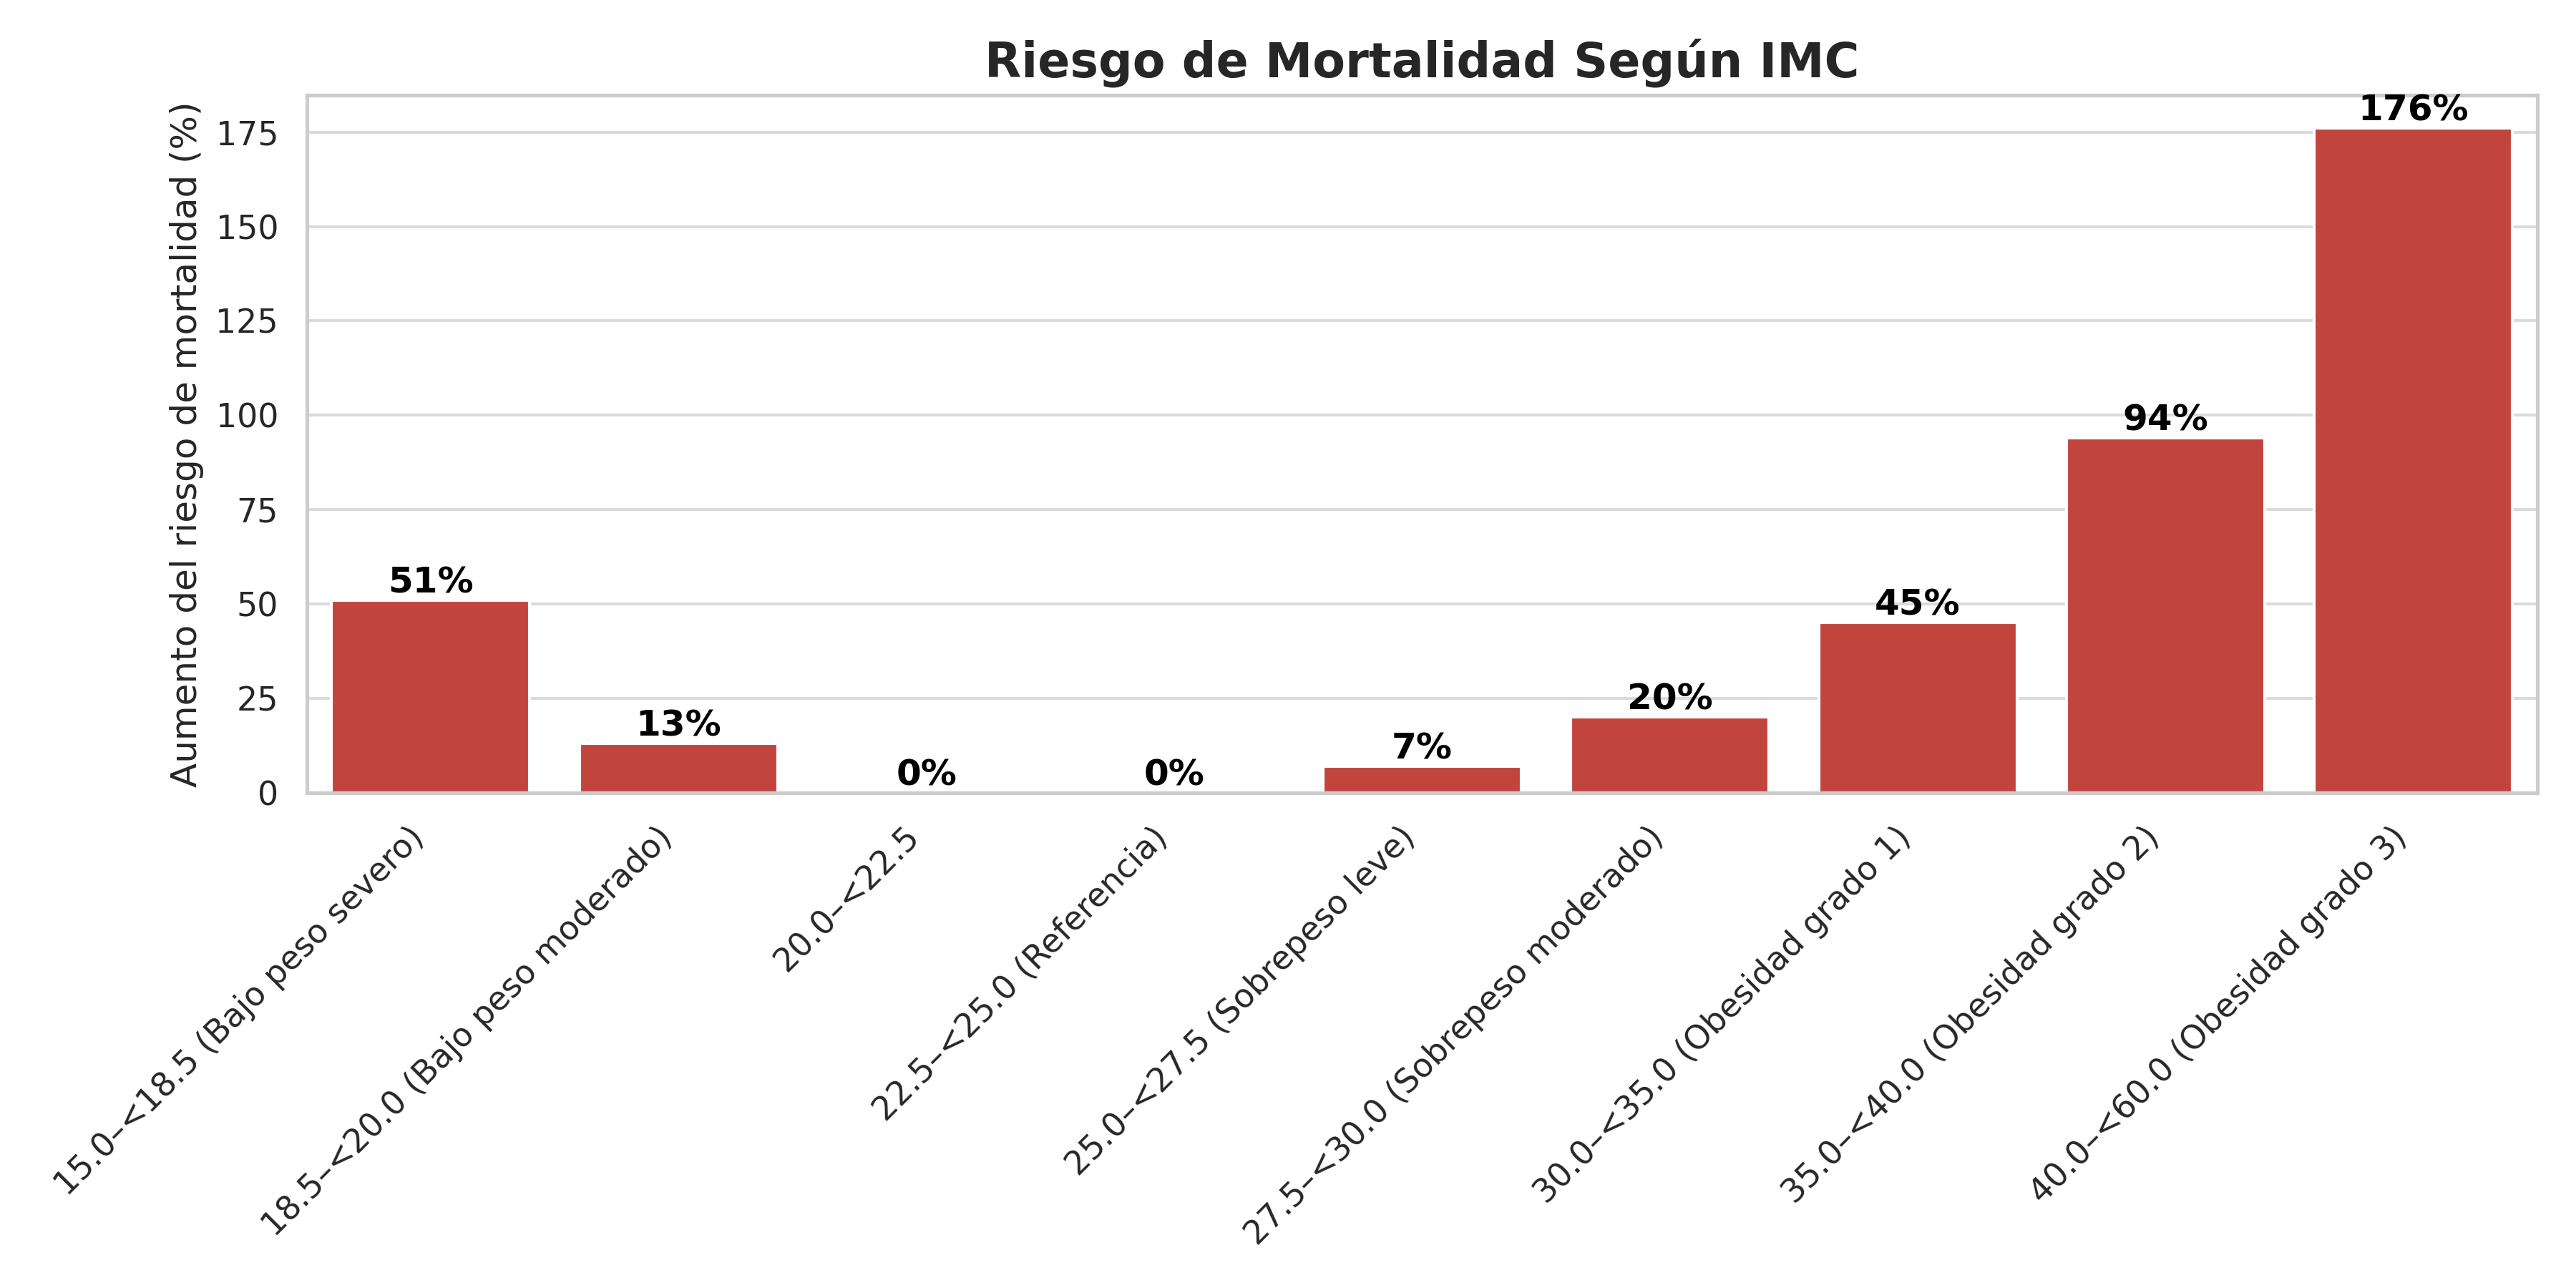 Riesgo de Mortalidad Según IMC
Aumento del riesgo de mortalidad (%)
175
150
125
100
75
50
25
0
51%
13%
0%
0%
7%
20%
45%
94%
176%
15.0–<18.5 (Bajo peso severo)
18.5–<20.0 (Bajo peso moderado)
20.0–<22.5
22.5–<25.0 (Referencia)
25.0–<27.5 (Sobrepeso leve)
27.5–<30.0 (Sobrepeso moderado)
30.0–<35.0 (Obesidad grado 1)
35.0–<40.0 (Obesidad grado 2)
40.0–<60.0 (Obesidad grado 3)